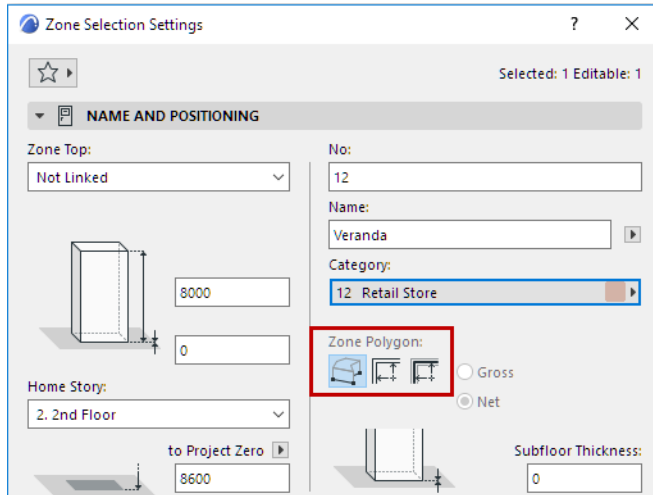 Zone Selection Settings
?
Selected: 1 Editable: 1
NAME AND POSITIONING
Zone Top:
Not Linked
8000
0
Home Story:
2. 2nd Floor
to Project Zero
8600
No:
12
Name:
Veranda
Category:
12 Retail Store
Zone Polygon:
Gross
Net
Subfloor Thickness:
0